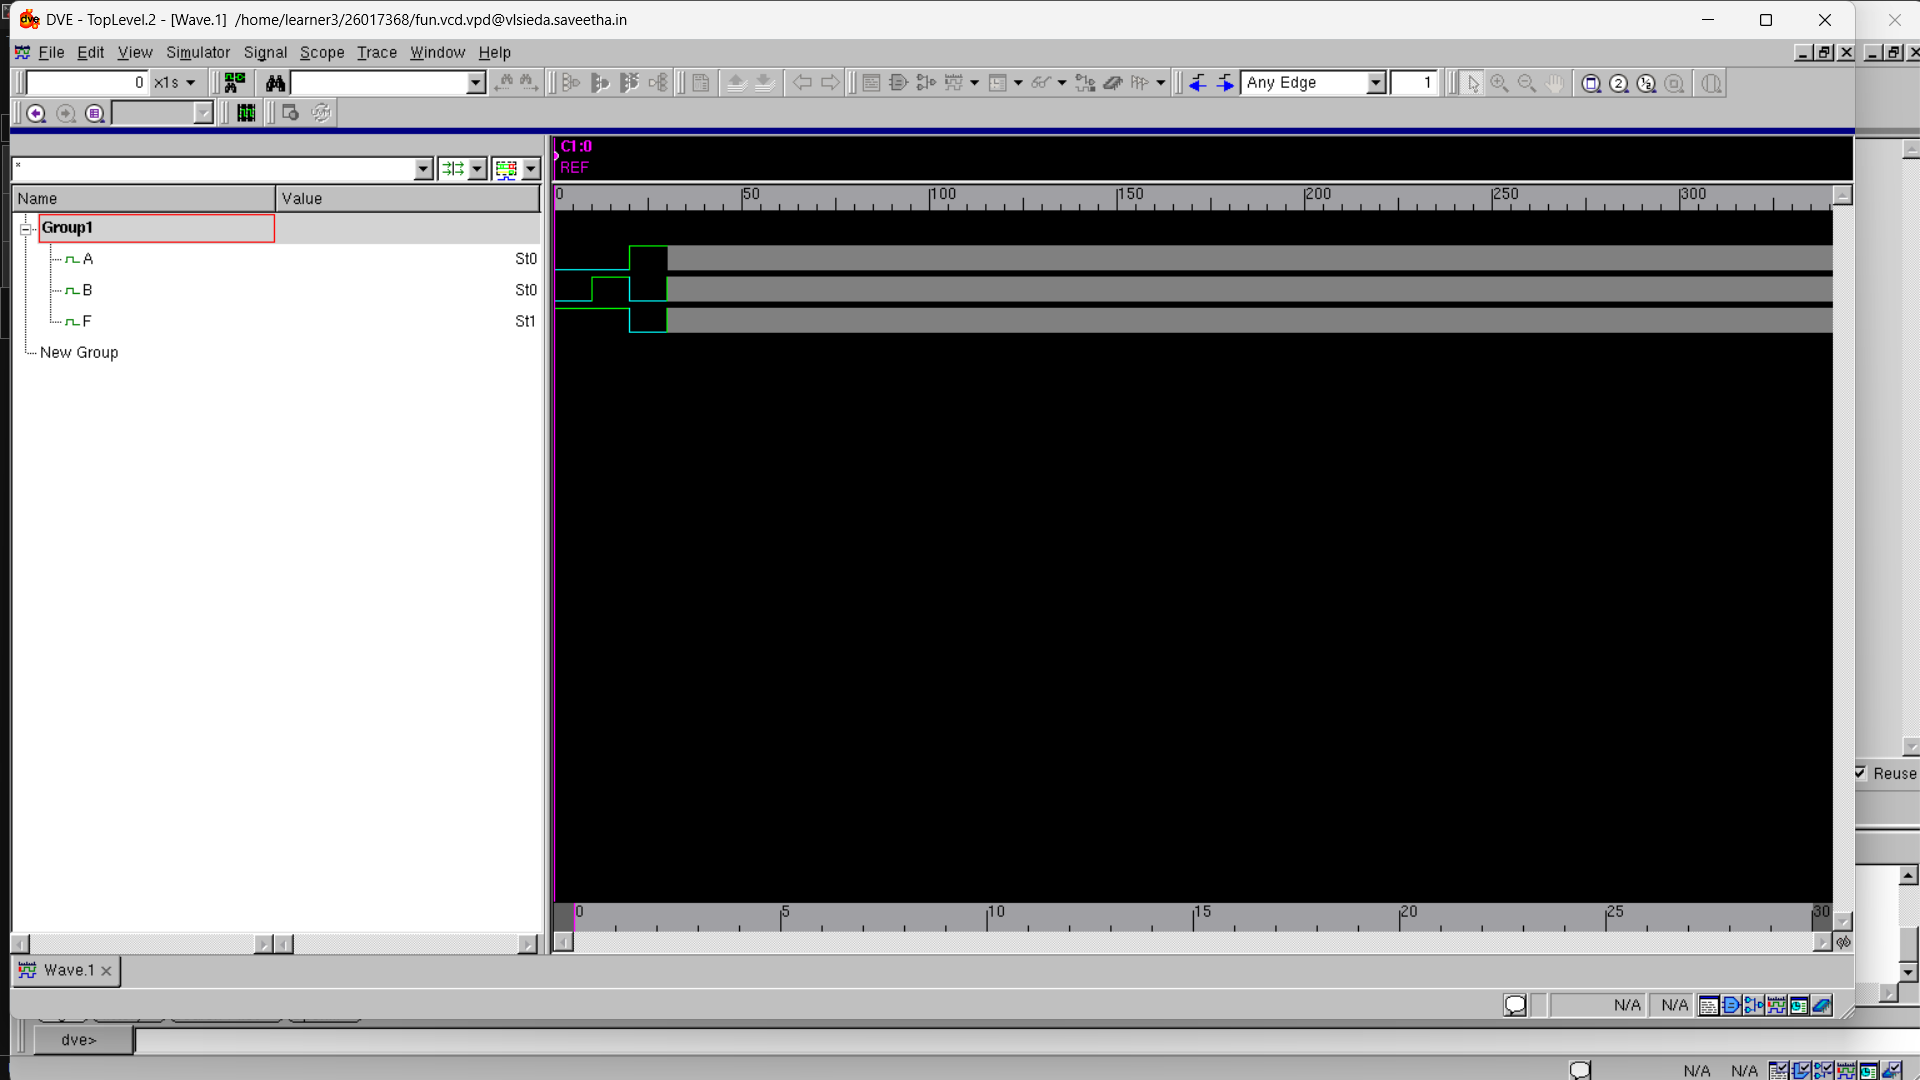 DVE - TopLevel.2 - [Wave.1] /home/learner3/26017368/fun.vcd.vpd@vlsieda.saveetha.in
File Edit View Simulator Signal Scope Trace Window Help
0 x1s Any Edge 1
*
C1:0
REF
Name Value
0 50 100 150 200 250 300
Group1
A St0
B St0
F St1
New Group
Reuse
0 5 10 15 20 25 30
Wave.1
N/A N/A
dve>
N/A N/A